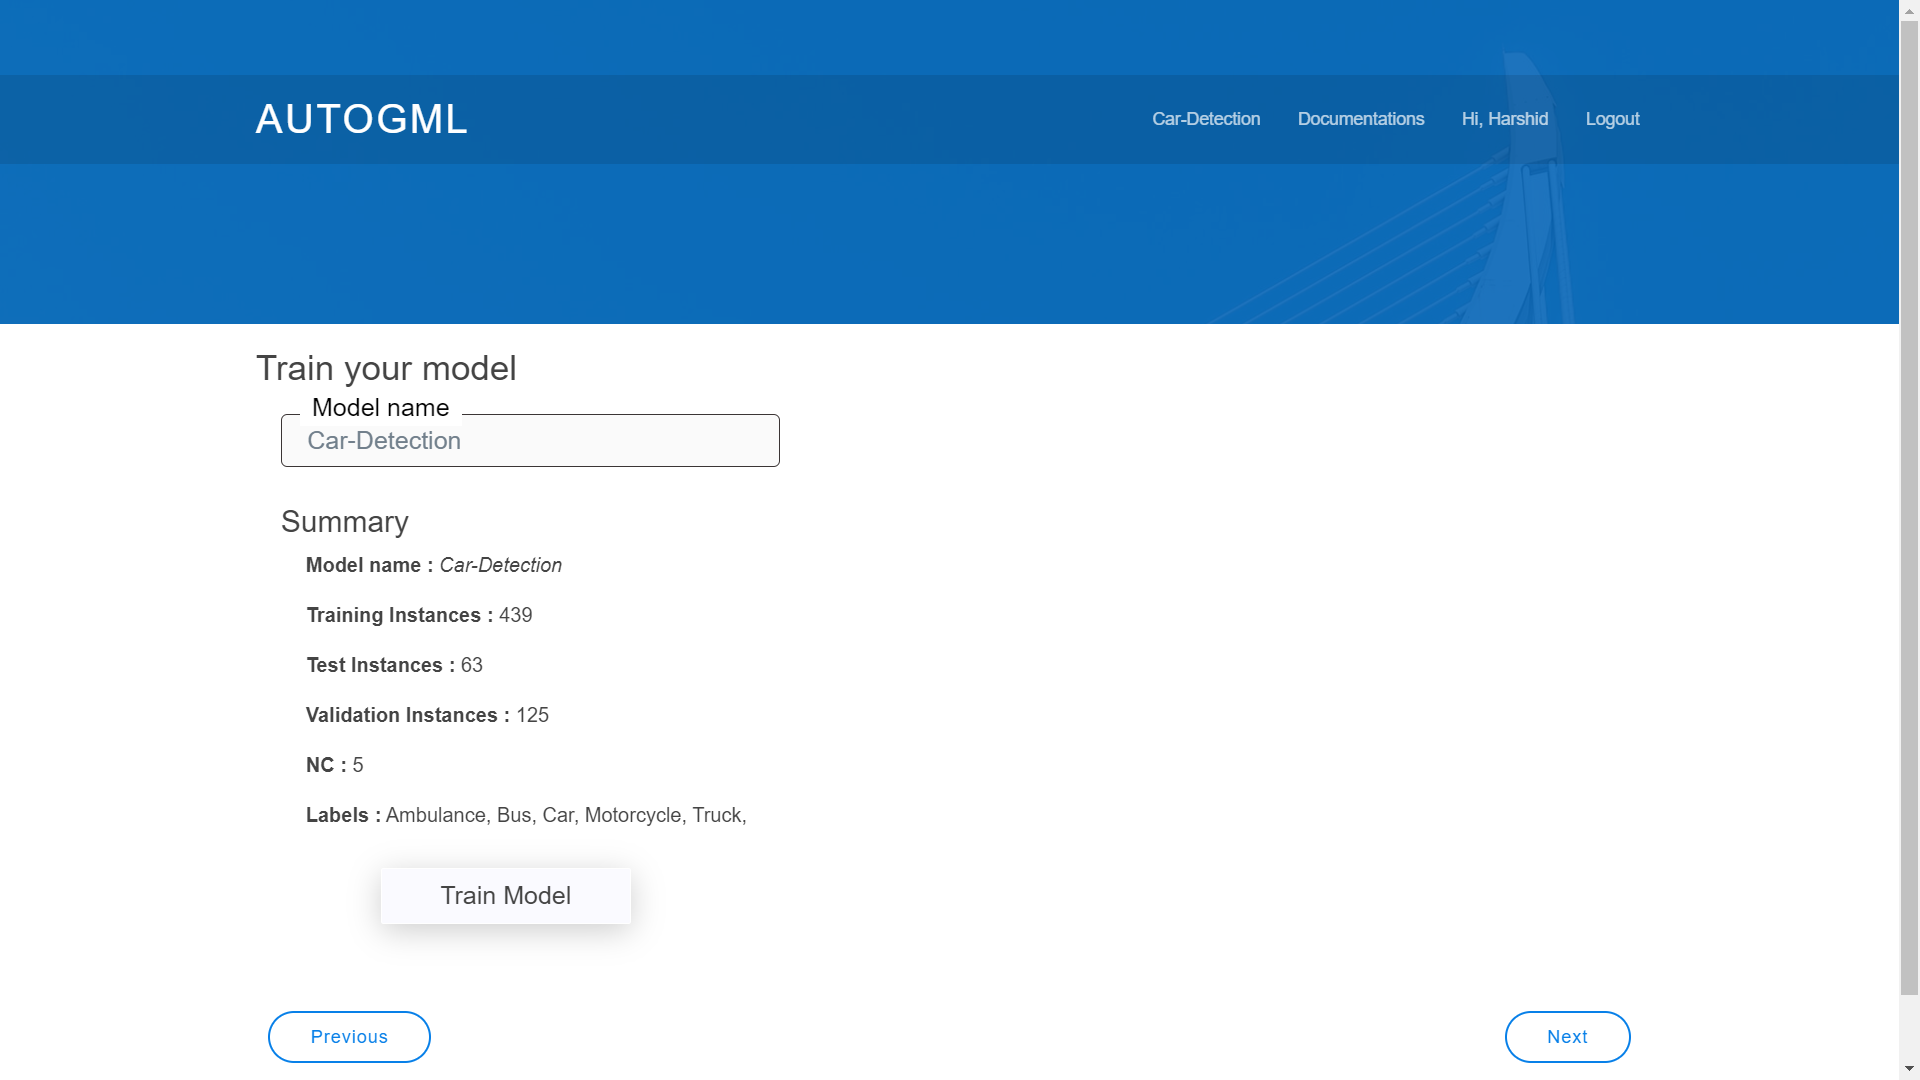 AUTOGML
Car-Detection Documentations Hi, Harshid Logout
Train your model
Model name
Car-Detection
Summary
Model name : Car-Detection
Training Instances : 439
Test Instances : 63
Validation Instances : 125
NC : 5
Labels : Ambulance, Bus, Car, Motorcycle, Truck,
Train Model
Previous
Next